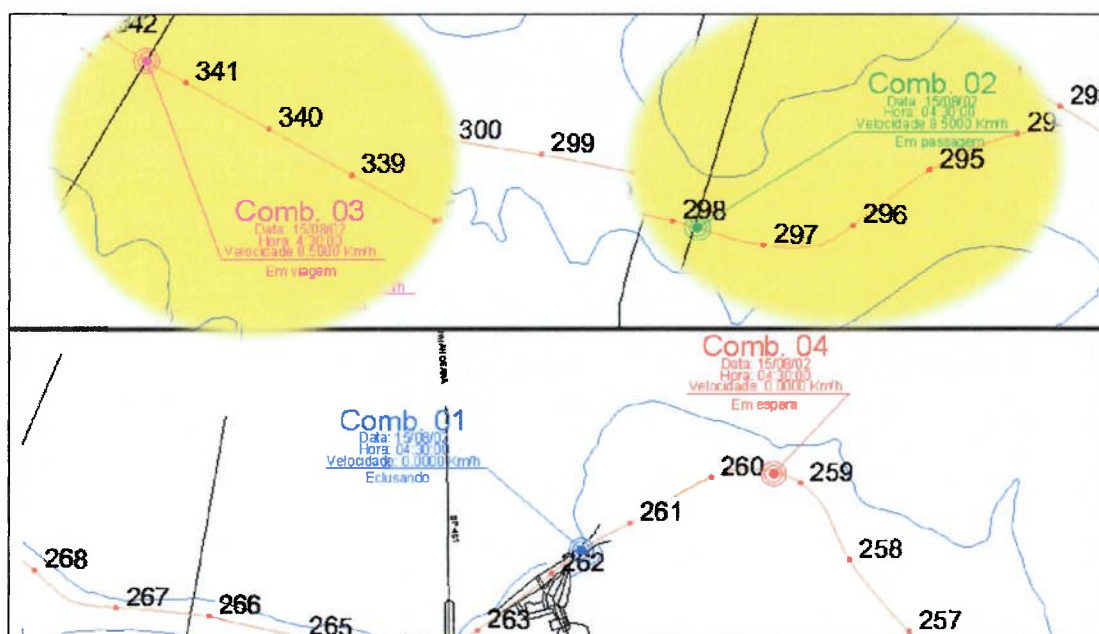 342
341
340
339
Comb. 03
Data: 15/08/02
Hora: 4:30:00
Velocidade 8.5000 Km/h
Em viagem
300
299
Comb. 02
Data: 15/08/02
Hora: 04:30:00
Velocidade 8.5000 Km/h
Em passagem
295
296
297
298
Comb. 04
Data: 15/08/02
Hora: 04:30:00
Velocidade: 0.0000 Km/h
Em espera
Comb. 01
Data: 15/08/02
Hora: 04:30:00
Velocidade: 0.0000 Km/h
Eclusando
260
259
261
258
262
257
263
268
267
266
265